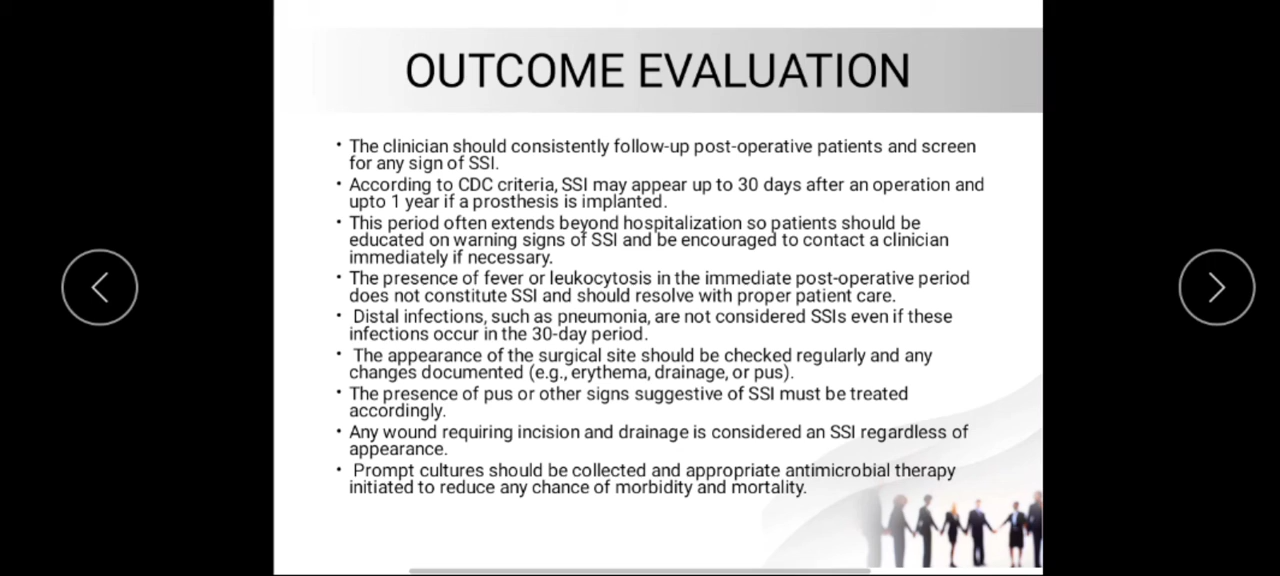 OUTCOME EVALUATION
• The clinician should consistently follow-up post-operative patients and screen
for any sign of SSI.
• According to CDC criteria, SSI may appear up to 30 days after an operation and
upto 1 year if a prosthesis is implanted.
• This period often extends beyond hospitalization so patients should be
educated on warning signs of SSI and be encouraged to contact a clinician
immediately if necessary.
• The presence of fever or leukocytosis in the immediate post-operative period
does not constitute SSI and should resolve with proper patient care.
• Distal infections, such as pneumonia, are not considered SSIs even if these
infections occur in the 30-day period.
• The appearance of the surgical site should be checked regularly and any
changes documented (e.g., erythema, drainage, or pus).
• The presence of pus or other signs suggestive of SSI must be treated
accordingly.
• Any wound requiring incision and drainage is considered an SSI regardless of
appearance.
• Prompt cultures should be collected and appropriate antimicrobial therapy
initiated to reduce any chance of morbidity and mortality.